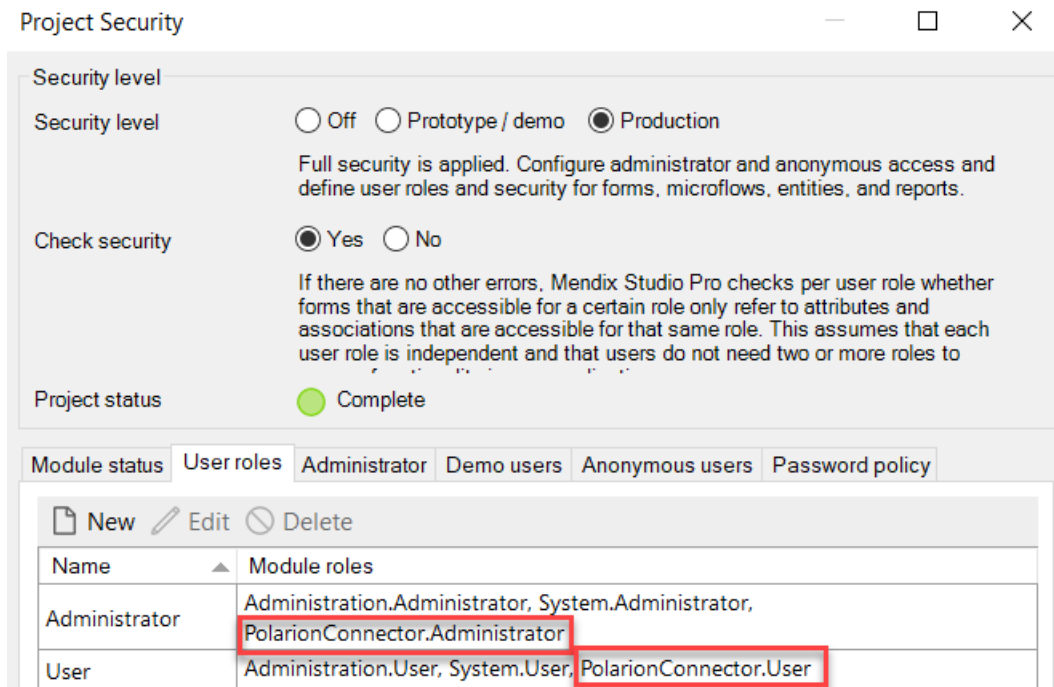 Project Security
Security level
Security level
Off Prototype / demo Production
Full security is applied. Configure administrator and anonymous access and
define user roles and security for forms, microflows, entities, and reports.
Check security
Yes No
If there are no other errors, Mendix Studio Pro checks per user role whether
forms that are accessible for a certain role only refer to attributes and
associations that are accessible for that same role. This assumes that each
user role is independent and that users do not need two or more roles to
Project status
Complete
Module status User roles Administrator Demo users Anonymous users Password policy
New Edit Delete
Name Module roles
Administrator
Administration.Administrator, System.Administrator,
PolarionConnector.Administrator
User Administration.User, System.User, PolarionConnector.User